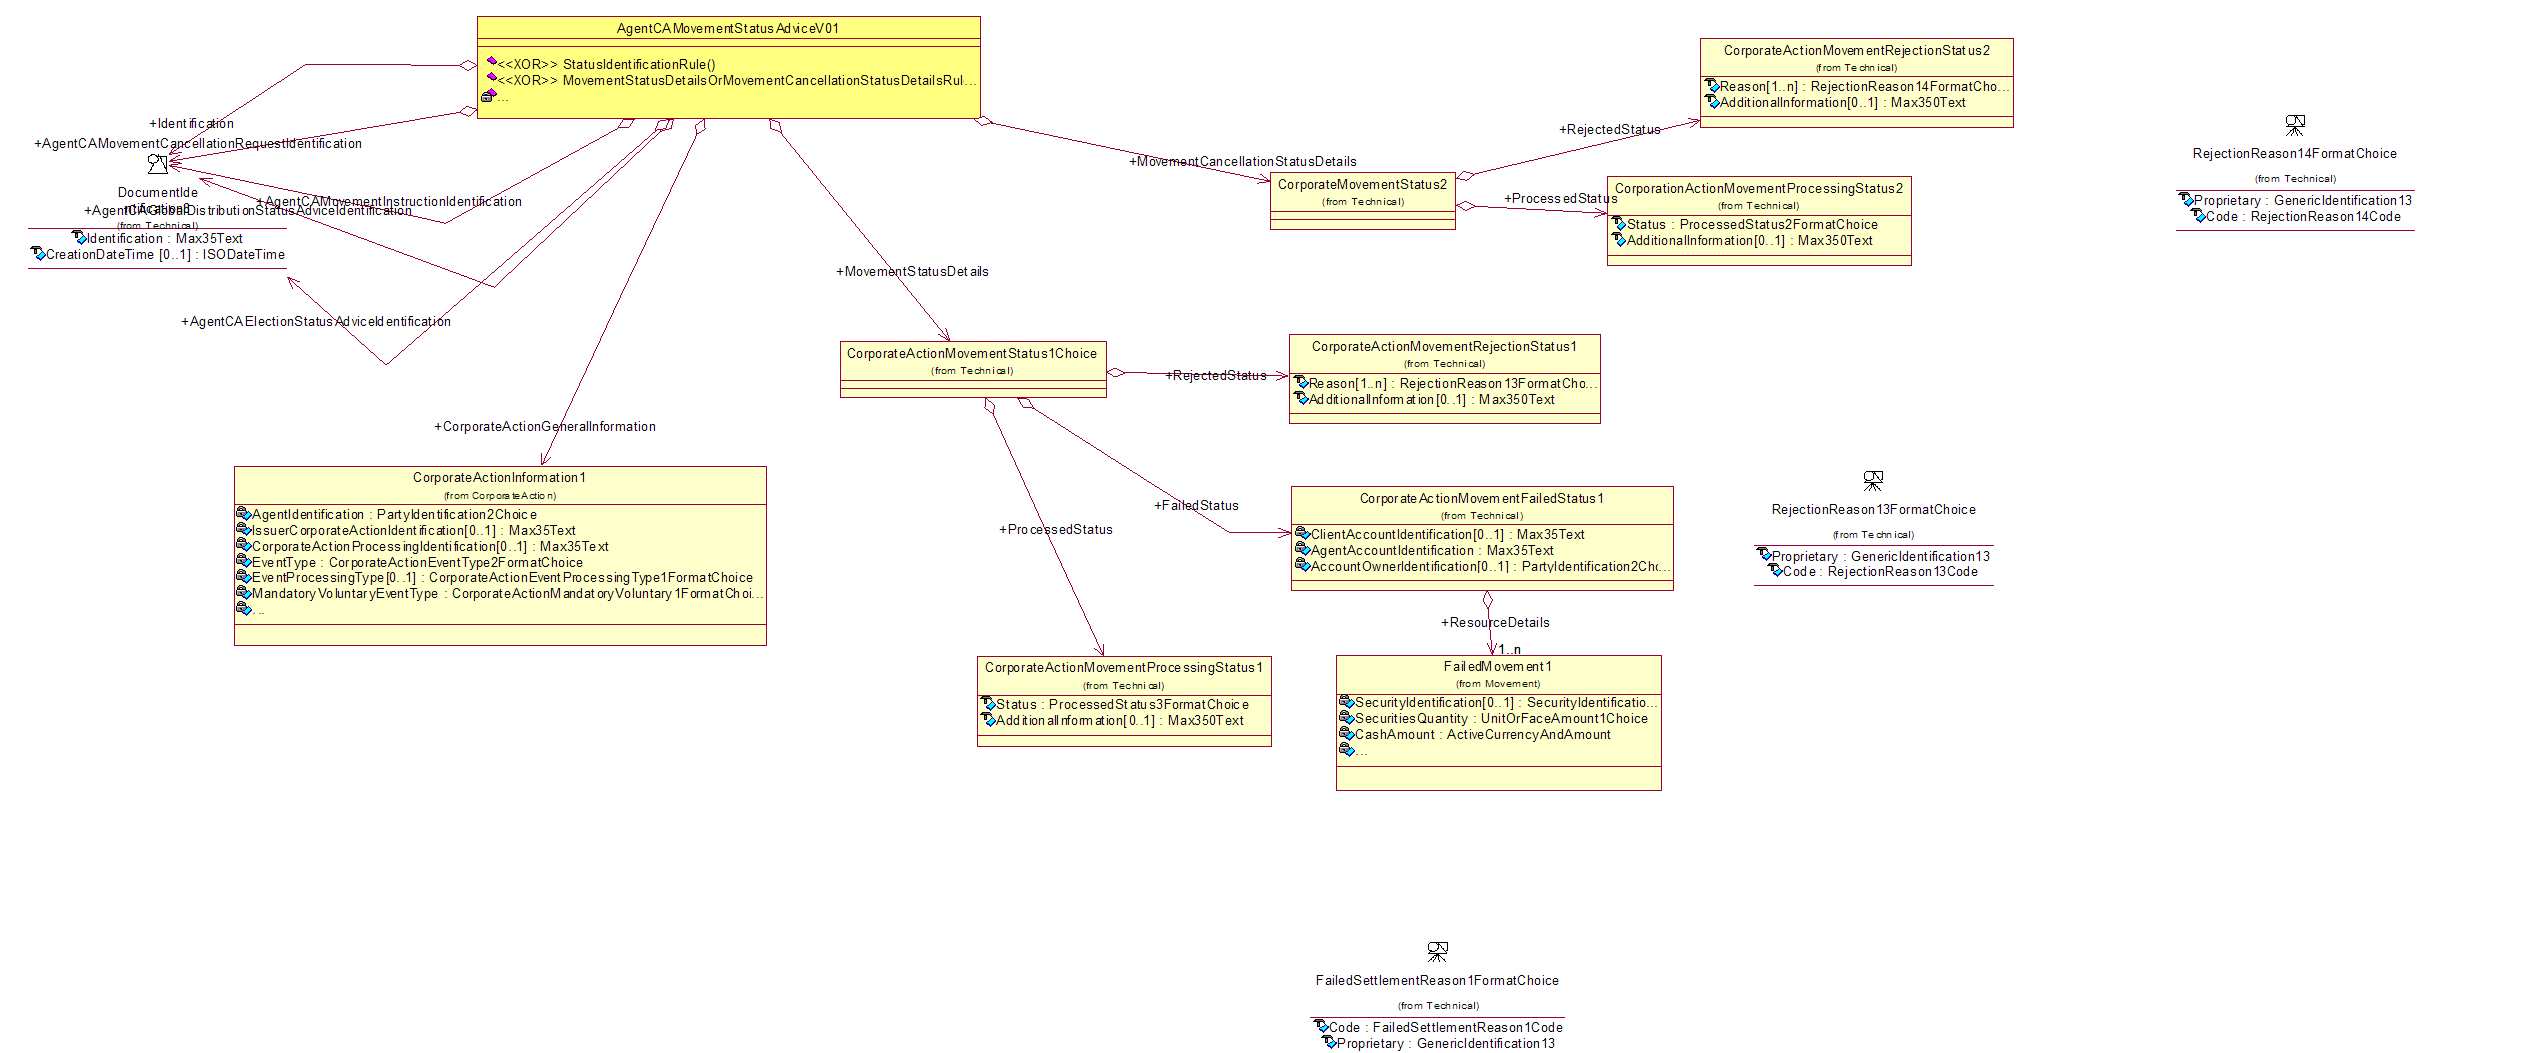 AgentCAMovementStatusAdviceV01
<<XOR>> StatusIdentificationRule()
<<XOR>> MovementStatusDetailsOrMovementCancellationStatusDetailsRul...
...
+Identification
+AgentCAMovementCancellationRequestIdentification
DocumentIde
ntification8
(from Technical)
+AgentCAMovementInstructionIdentification
+AgentCAGlobalDistributionStatusAdviceIdentification
Identification : Max35Text
CreationDateTime [0..1] : ISODateTime
+AgentCAElectionStatusAdviceIdentification
+CorporateActionGeneralInformation
CorporateActionInformation1
(from CorporateAction)
AgentIdentification : PartyIdentification2Choice
IssuerCorporateActionIdentification[0..1] : Max35Text
CorporateActionProcessingIdentification[0..1] : Max35Text
EventType : CorporateActionEventType2FormatChoice
EventProcessingType[0..1] : CorporateActionEventProcessingType1FormatChoice
MandatoryVoluntaryEventType : CorporateActionMandatoryVoluntary1FormatChoi...
...
+MovementStatusDetails
CorporateActionMovementStatus1Choice
(from Technical)
+MovementCancellationStatusDetails
CorporateMovementStatus2
(from Technical)
+RejectedStatus
CorporateActionMovementRejectionStatus2
(from Technical)
Reason[1..n] : RejectionReason14FormatCho...
AdditionalInformation[0..1] : Max350Text
+ProcessedStatus
CorporationActionMovementProcessingStatus2
(from Technical)
Status : ProcessedStatus2FormatChoice
AdditionalInformation[0..1] : Max350Text
RejectionReason14FormatChoice
(from Technical)
Proprietary : GenericIdentification13
Code : RejectionReason14Code
+RejectedStatus
CorporateActionMovementRejectionStatus1
(from Technical)
Reason[1..n] : RejectionReason13FormatCho...
AdditionalInformation[0..1] : Max350Text
+FailedStatus
CorporateActionMovementFailedStatus1
(from Technical)
ClientAccountIdentification[0..1] : Max35Text
AgentAccountIdentification : Max35Text
AccountOwnerIdentification[0..1] : PartyIdentification2Cho...
RejectionReason13FormatChoice
(from Technical)
Proprietary : GenericIdentification13
Code : RejectionReason13Code
+ProcessedStatus
CorporateActionMovementProcessingStatus1
(from Technical)
Status : ProcessedStatus3FormatChoice
AdditionalInformation[0..1] : Max350Text
+ResourceDetails
1..n
FailedMovement1
(from Movement)
SecurityIdentification[0..1] : SecurityIdentificatio...
SecuritiesQuantity : UnitOrFaceAmount1Choice
CashAmount : ActiveCurrencyAndAmount
...
FailedSettlementReason1FormatChoice
(from Technical)
Code : FailedSettlementReason1Code
Proprietary : GenericIdentification13